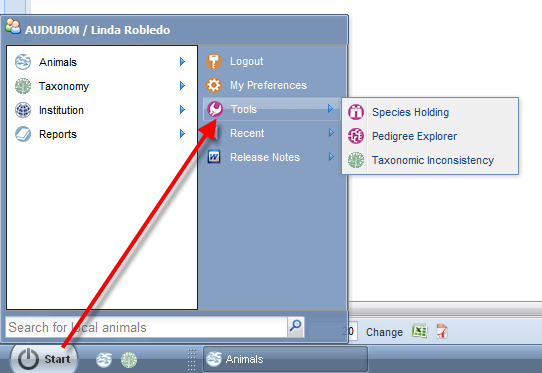 AUDUBON / Linda Robledo
Animals
Taxonomy
Institution
Reports
Logout
My Preferences
Tools
Recent
Release Notes
Species Holding
Pedigree Explorer
Taxonomic Inconsistency
Search for local animals
20 Change
Start
Animals